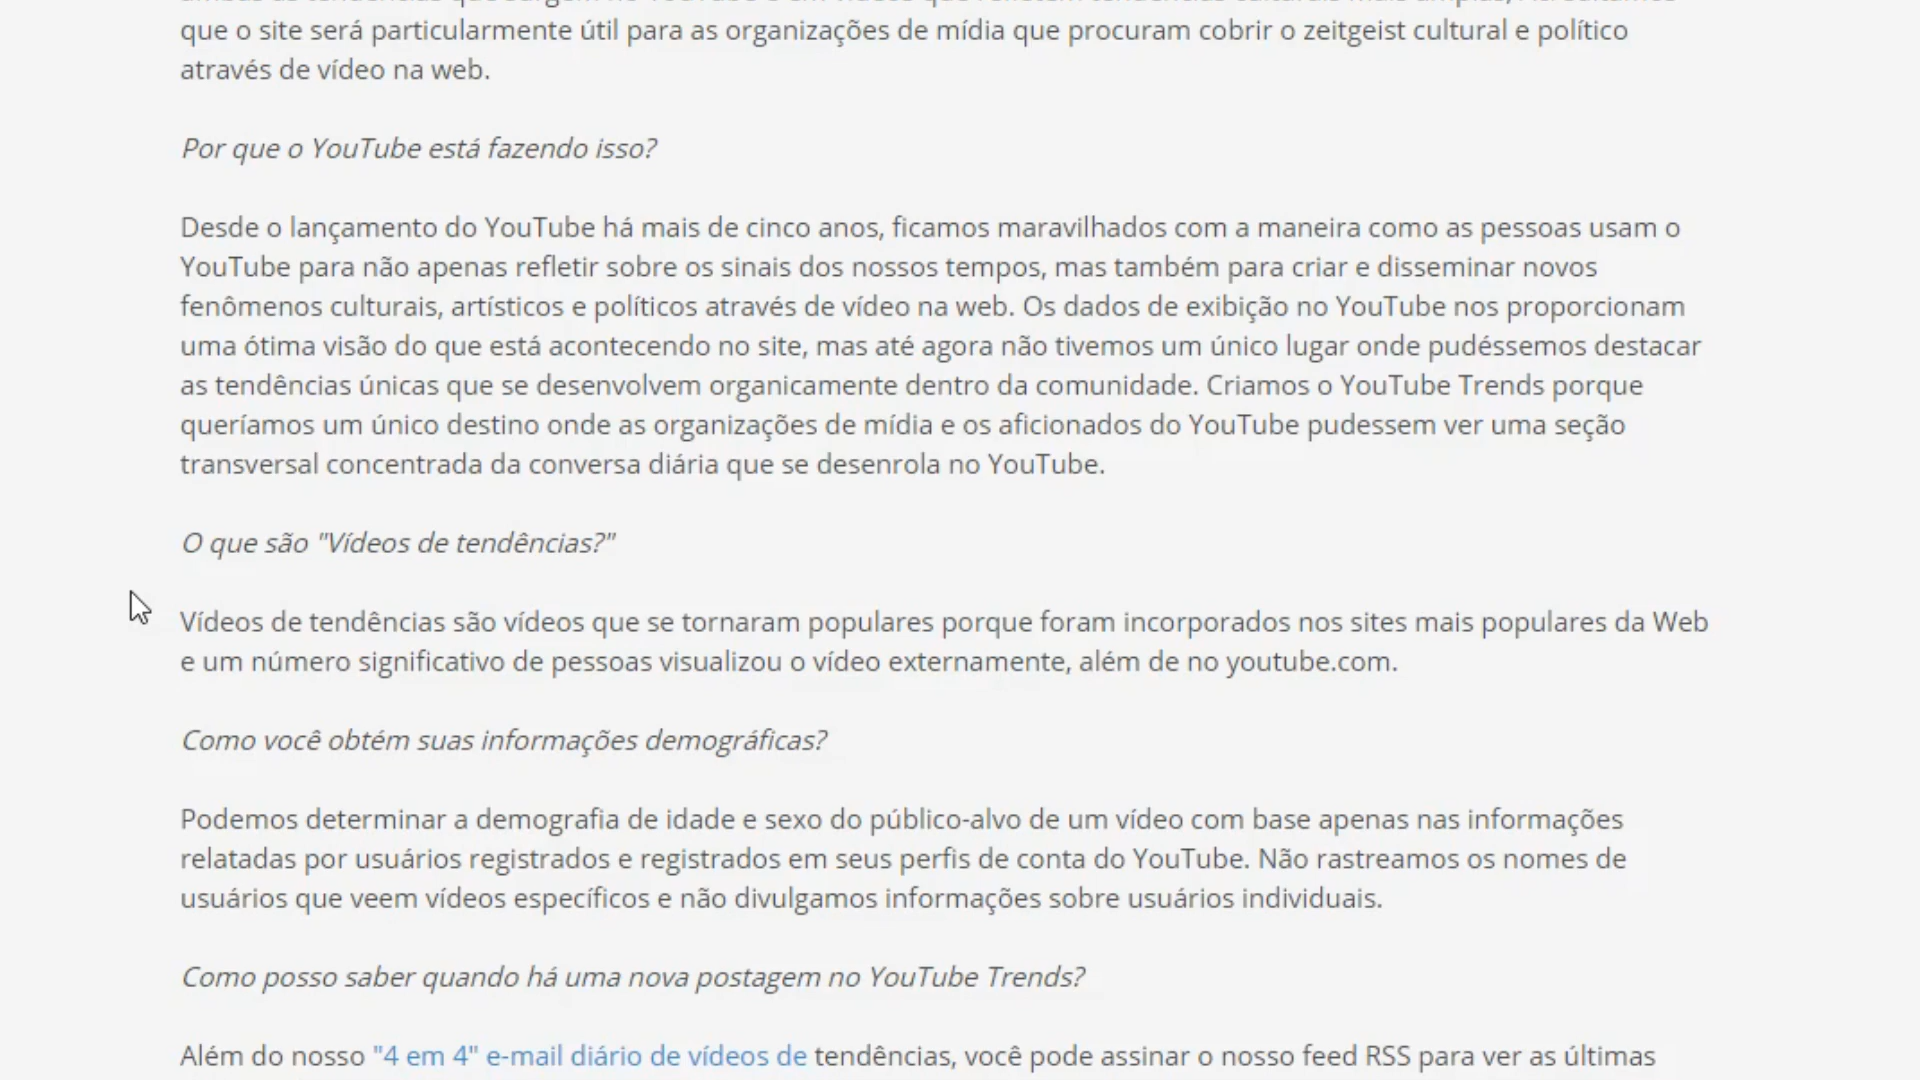 que o site será particularmente útil para as organizações de mídia que procuram cobrir o zeitgeist cultural e político
através de vídeo na web.
Por que o YouTube está fazendo isso?
Desde o lançamento do YouTube há mais de cinco anos, ficamos maravilhados com a maneira como as pessoas usam o
YouTube para não apenas refletir sobre os sinais dos nossos tempos, mas também para criar e disseminar novos
fenômenos culturais, artísticos e políticos através de vídeo na web. Os dados de exibição no YouTube nos proporcionam
uma ótima visão do que está acontecendo no site, mas até agora não tivemos um único lugar onde pudéssemos destacar
as tendências únicas que se desenvolvem organicamente dentro da comunidade. Criamos o YouTube Trends porque
queríamos um único destino onde as organizações de mídia e os aficionados do YouTube pudessem ver uma seção
transversal concentrada da conversa diária que se desenrola no YouTube.
O que são "Vídeos de tendências?"
Vídeos de tendências são vídeos que se tornaram populares porque foram incorporados nos sites mais populares da Web
e um número significativo de pessoas visualizou o vídeo externamente, além de no youtube.com.
Como você obtém suas informações demográficas?
Podemos determinar a demografia de idade e sexo do público-alvo de um vídeo com base apenas nas informações
relatadas por usuários registrados e registrados em seus perfis de conta do YouTube. Não rastreamos os nomes de
usuários que veem vídeos específicos e não divulgamos informações sobre usuários individuais.
Como posso saber quando há uma nova postagem no YouTube Trends?
Além do nosso "4 em 4" e-mail diário de vídeos de tendências, você pode assinar o nosso feed RSS para ver as últimas